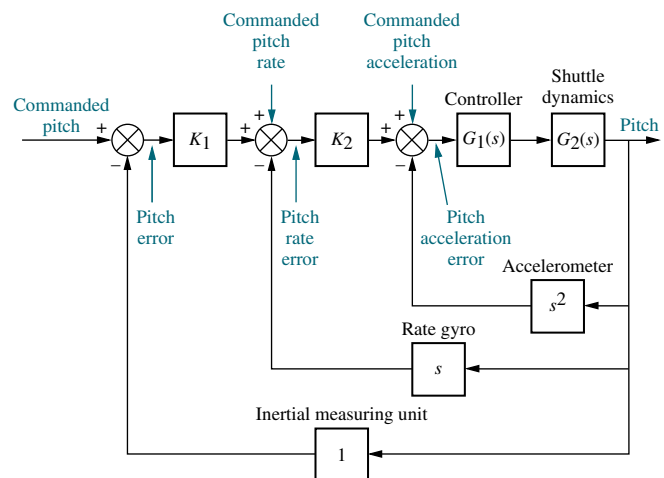 Commanded
pitch
rate
Commanded
pitch
acceleration
Shuttle
dynamics
Controller
Commanded
pitch
Pitch
+
+
+
+
+
K1
K2
G1(s)
G2(s)
−
−
−
Pitch
error
Pitch
rate
error
Pitch
acceleration
error
Accelerometer
s²
Rate gyro
s
Inertial measuring unit
1